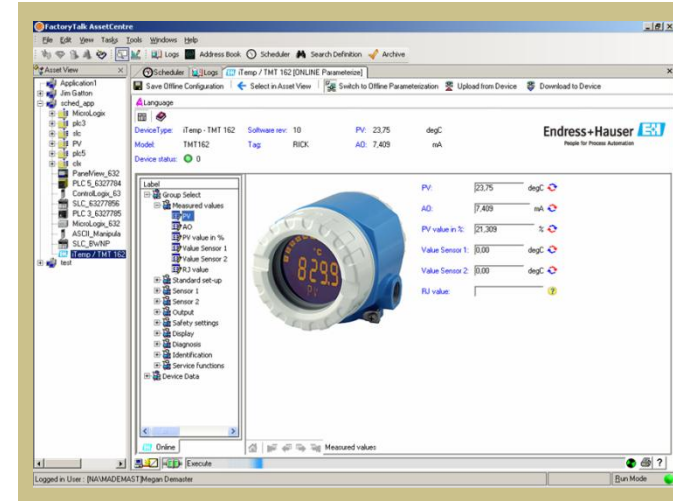 FactoryTalk AssetCentre
File Edit View Tasks Tools Windows Help
Logs Address Book Scheduler Search Definition Archive
Asset View
Application1
Jim Gatton
sched_app
MicroLogix
plc3
slc
PV
plc5
clx
PanelView_632
PLC 5_6327784
ControlLogix_63
SLC_63277856
PLC 3_6327785
MicroLogix_632
ASCII_Manipula
SLC_BW/NP
iTemp / TMT 162
test
Scheduler Logs iTemp / TMT 162 [ONLINE Parameterize]
Save Offline Configuration Select in Asset View Switch to Offline Parameterization Upload from Device Download to Device
Language
DeviceType: iTemp - TMT 162 Software rev: 10 PV: 23,75 degC
Model: TMT162 Tag: RICK AO: 7,409 mA
Device status: 0
Endress+Hauser EH
People for Process Automation
Label
Group Select
Measured values
PV
AO
PV value in %
Value Sensor 1
Value Sensor 2
RJ value
Standard set-up
Sensor 1
Sensor 2
Output
Safety settings
Display
Diagnosis
Identification
Service functions
Device Data
°C
829.9
PV
PV: 23,75 degC
AO: 7,409 mA
PV value in %: 21,309 %
Value Sensor 1: 0,00 degC
Value Sensor 2: 0,00 degC
RJ value: ?
Online
Measured values
Execute
Logged in User : [NA\MADEMAST]Megan Demaster
Run Mode